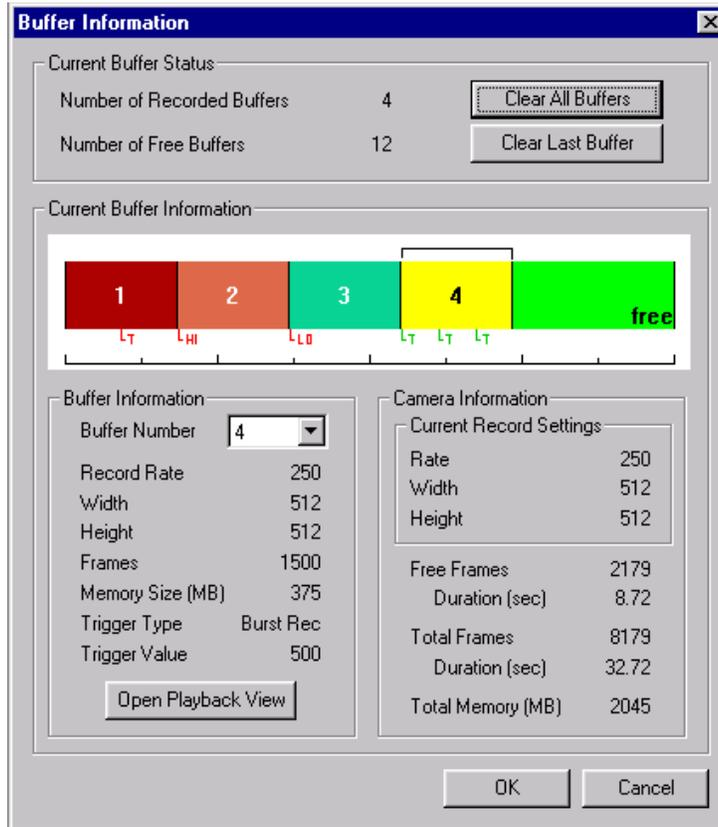 Buffer Information
Current Buffer Status
Number of Recorded Buffers 4 Clear All Buffers
Number of Free Buffers 12 Clear Last Buffer
Current Buffer Information
1 2 3 4 free
T HI LO T T T
Buffer Information
Buffer Number 4
Record Rate 250
Width 512
Height 512
Frames 1500
Memory Size (MB) 375
Trigger Type Burst Rec
Trigger Value 500
Open Playback View
Camera Information
Current Record Settings
Rate 250
Width 512
Height 512
Free Frames 2179
Duration (sec) 8.72
Total Frames 8179
Duration (sec) 32.72
Total Memory (MB) 2045
OK Cancel